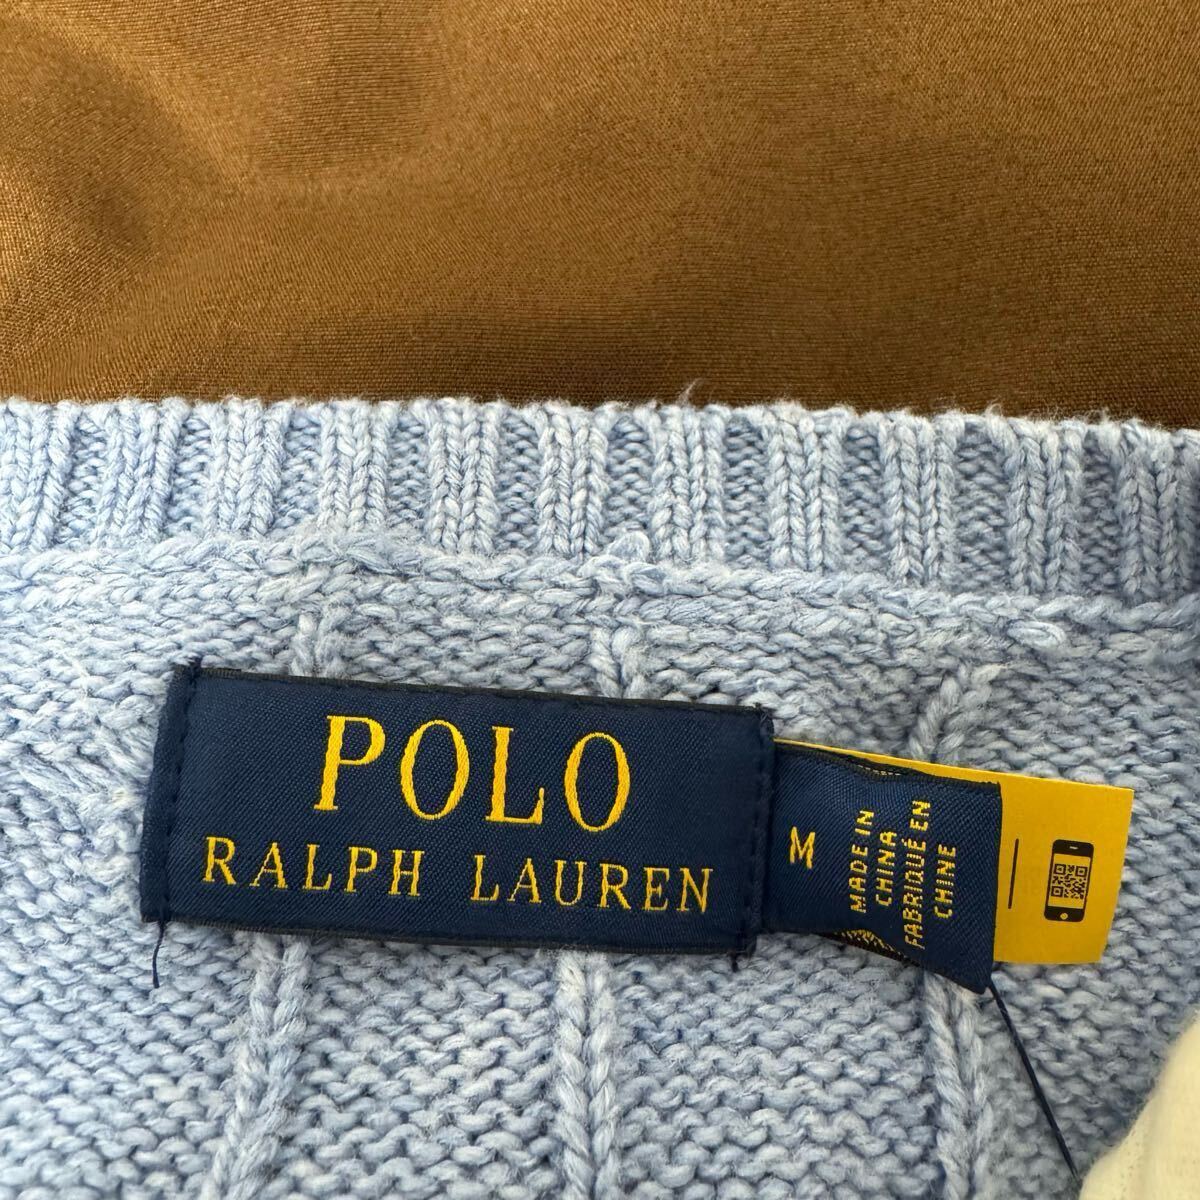 POLO
RALPH LAUREN
M
MADE IN
CHINA
FABRIQUÉ EN
CHINE